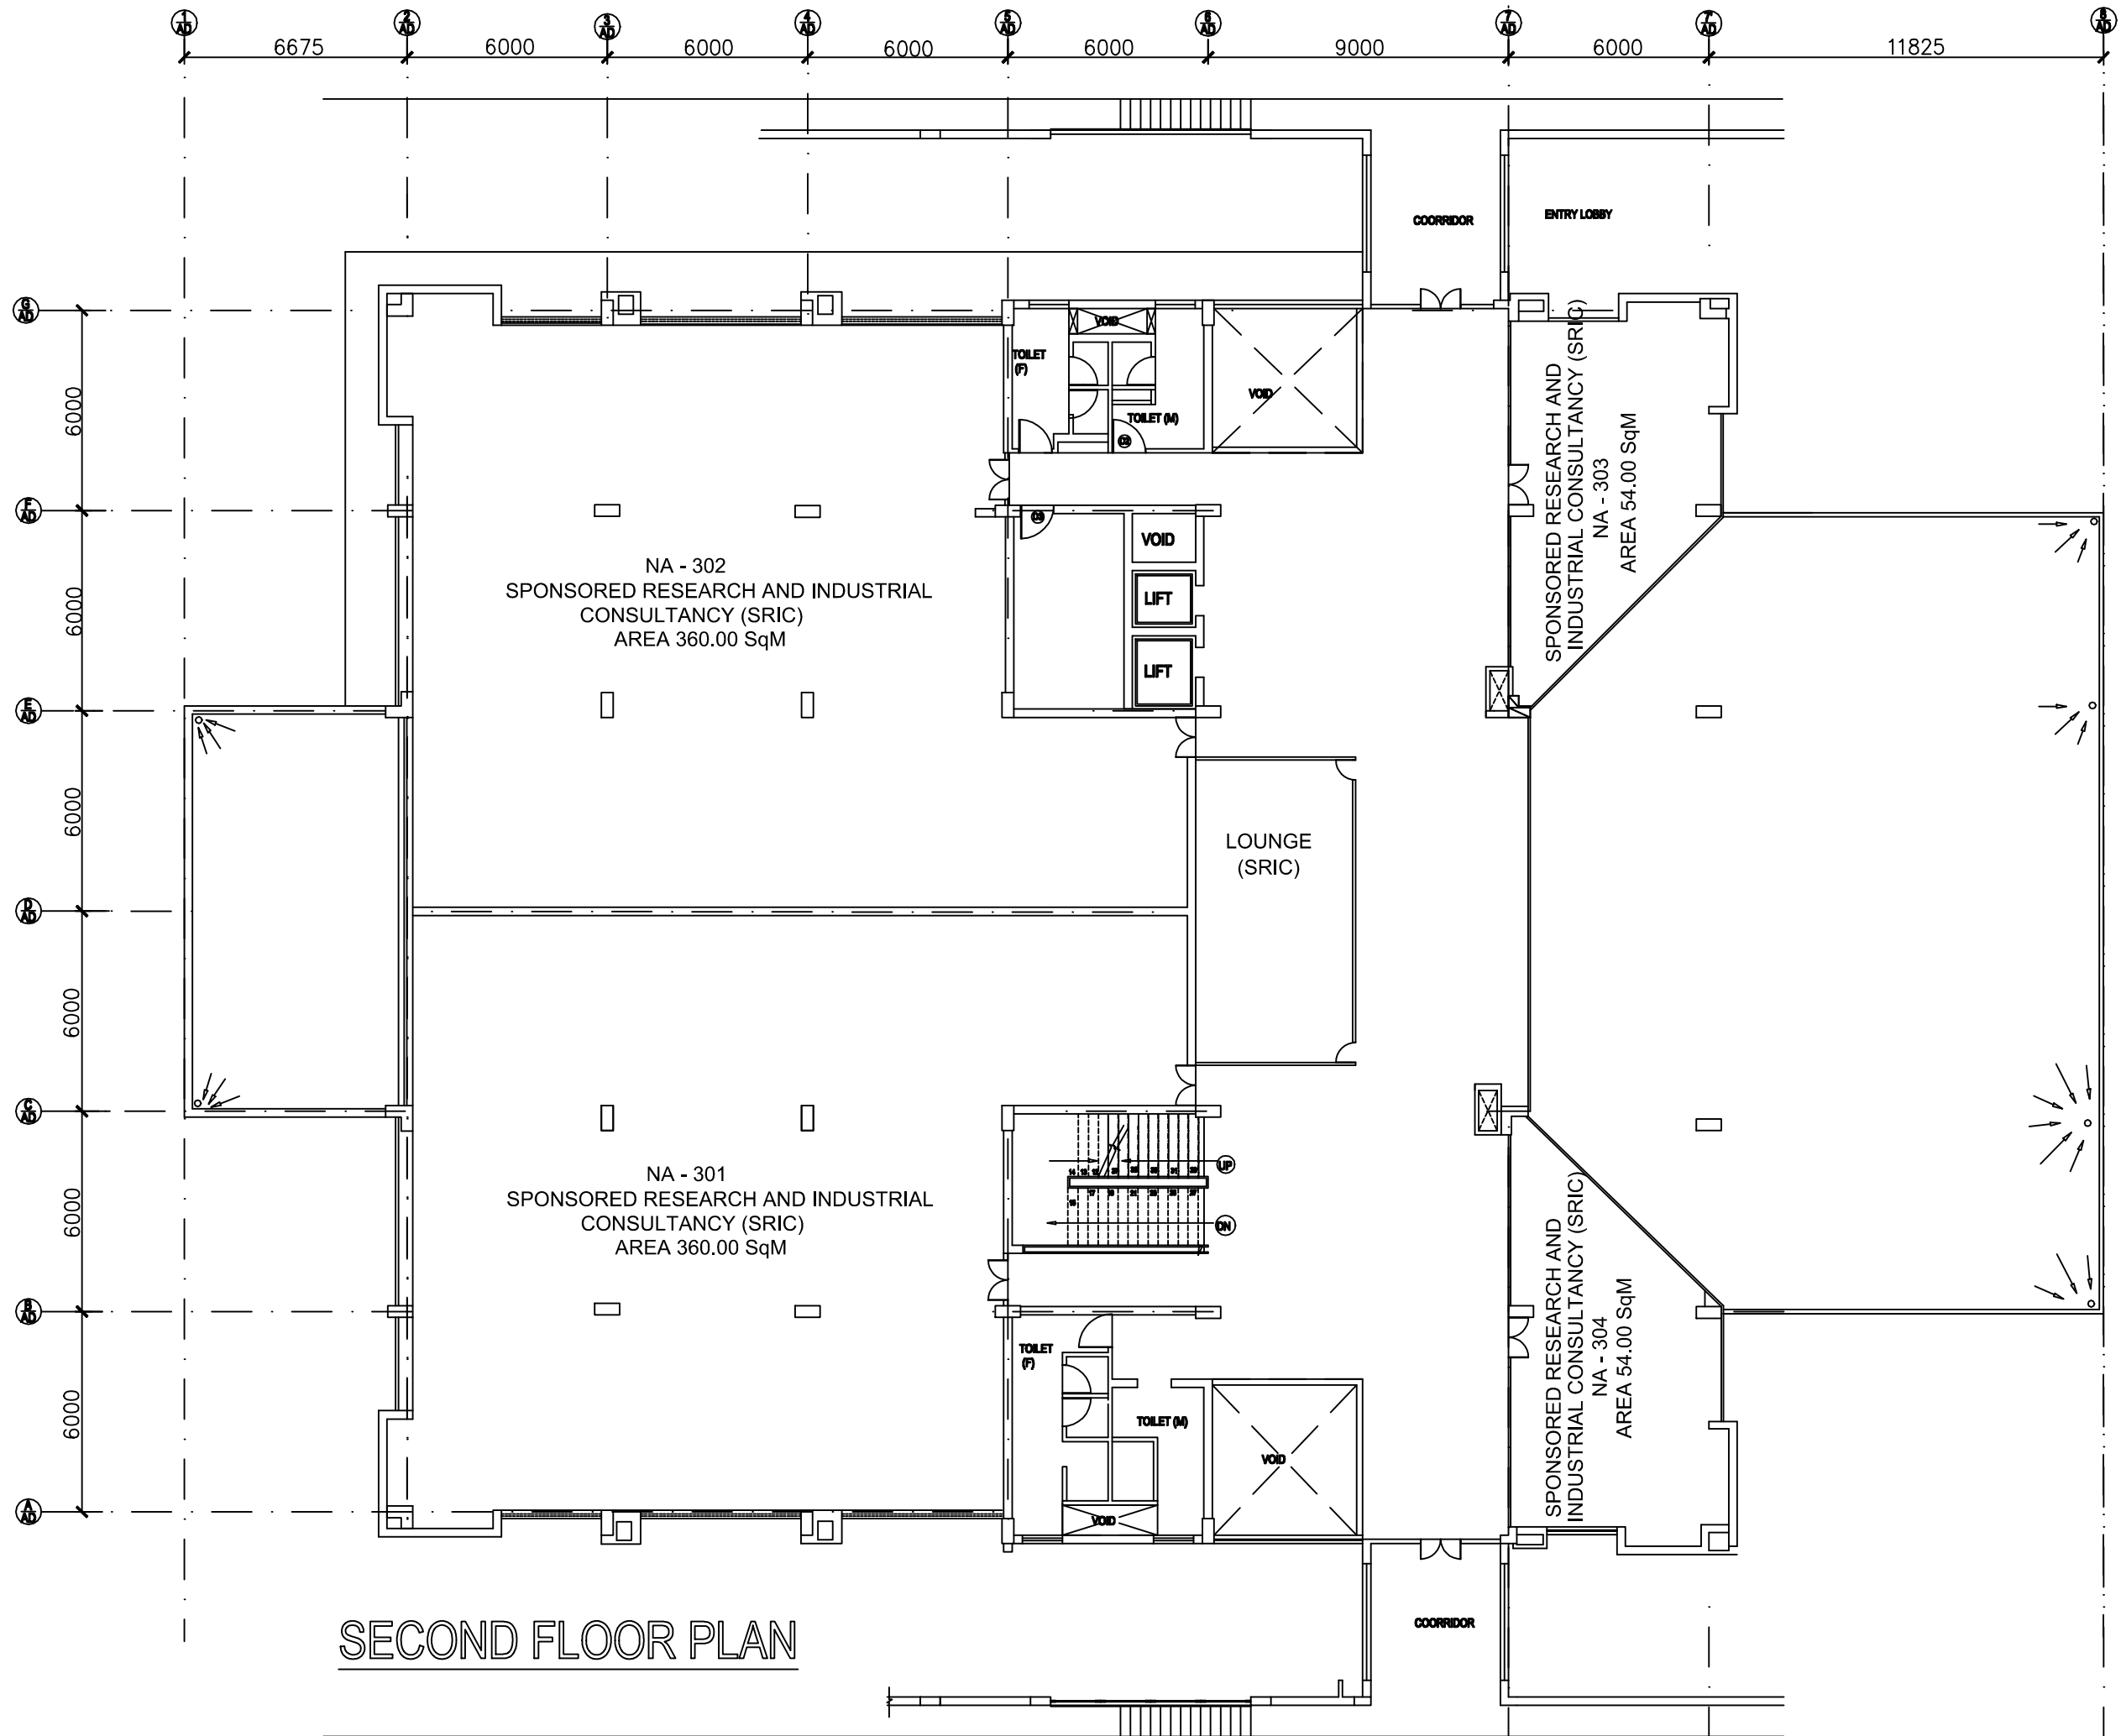 1
AD
2
AD
3
AD
4
AD
5
AD
6
AD
7
AD
7'
AD
8
AD
6675
6000
6000
6000
6000
9000
6000
11825
COORRIDOR
ENTRY LOBBY
G
AD
F
AD
E
AD
D
AD
C
AD
B
AD
A
AD
6000
6000
6000
6000
6000
6000
VOID
TOILET
(F)
TOILET (M)
D2
VOID
D3
VOID
LIFT
LIFT
NA - 302
SPONSORED RESEARCH AND INDUSTRIAL
CONSULTANCY (SRIC)
AREA 360.00 SqM
SPONSORED RESEARCH AND
INDUSTRIAL CONSULTANCY (SRIC)
NA - 303
AREA 54.00 SqM
LOUNGE
(SRIC)
NA - 301
SPONSORED RESEARCH AND INDUSTRIAL
CONSULTANCY (SRIC)
AREA 360.00 SqM
14
13
UP
17
DN
TOILET
(F)
TOILET (M)
VOID
VOID
SPONSORED RESEARCH AND
INDUSTRIAL CONSULTANCY (SRIC)
NA - 304
AREA 54.00 SqM
COORRIDOR
SECOND FLOOR PLAN